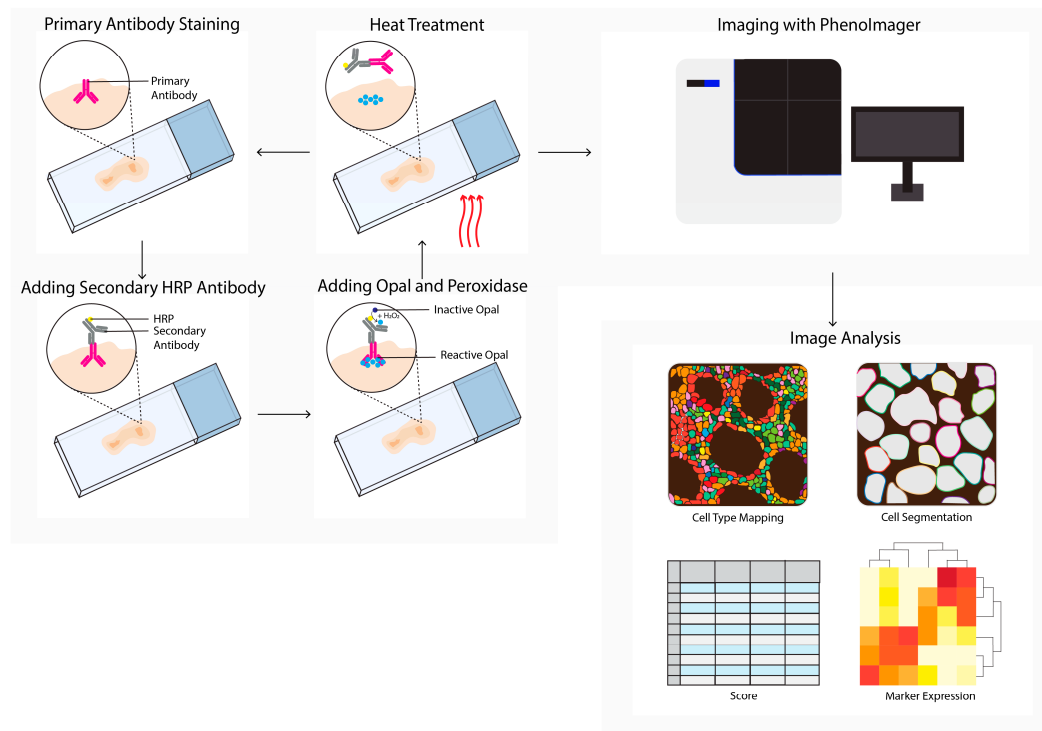 Primary Antibody Staining
Heat Treatment
Imaging with PhenoImager
Primary
Antibody
Adding Secondary HRP Antibody
Adding Opal and Peroxidase
HRP
Secondary
Antibody
+ H₂O₂
Inactive Opal
Reactive Opal
Image Analysis
Cell Type Mapping
Cell Segmentation
Score
Marker Expression